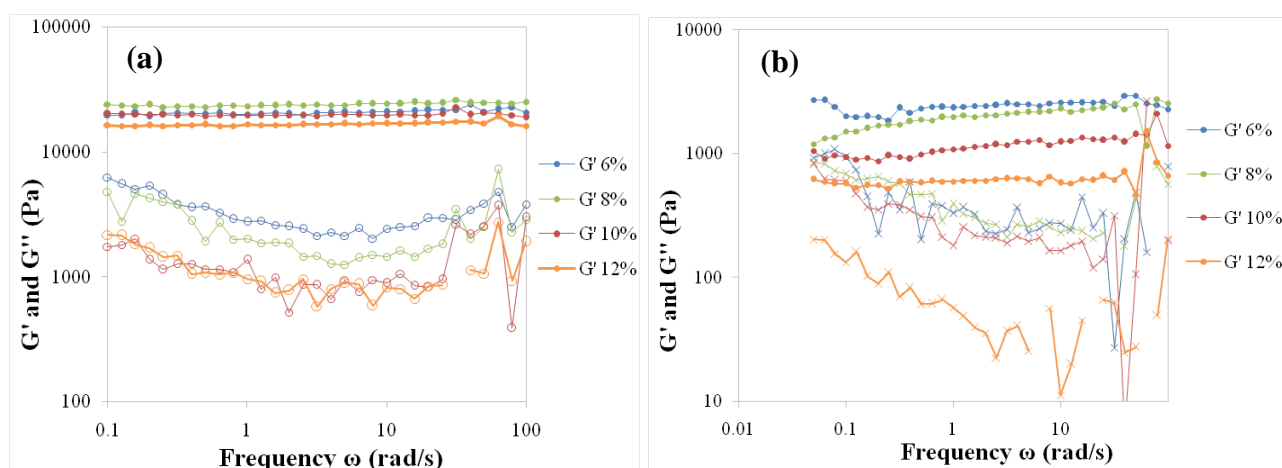 (a)
G' and G'' (Pa)
100000
10000
1000
100
0.1
1
10
100
Frequency ω (rad/s)
G' 6%
G' 8%
G' 10%
G' 12%
(b)
G' and G'' (Pa)
10000
1000
100
10
0.01
0.1
1
10
Frequency ω (rad/s)
G' 6%
G' 8%
G' 10%
G' 12%